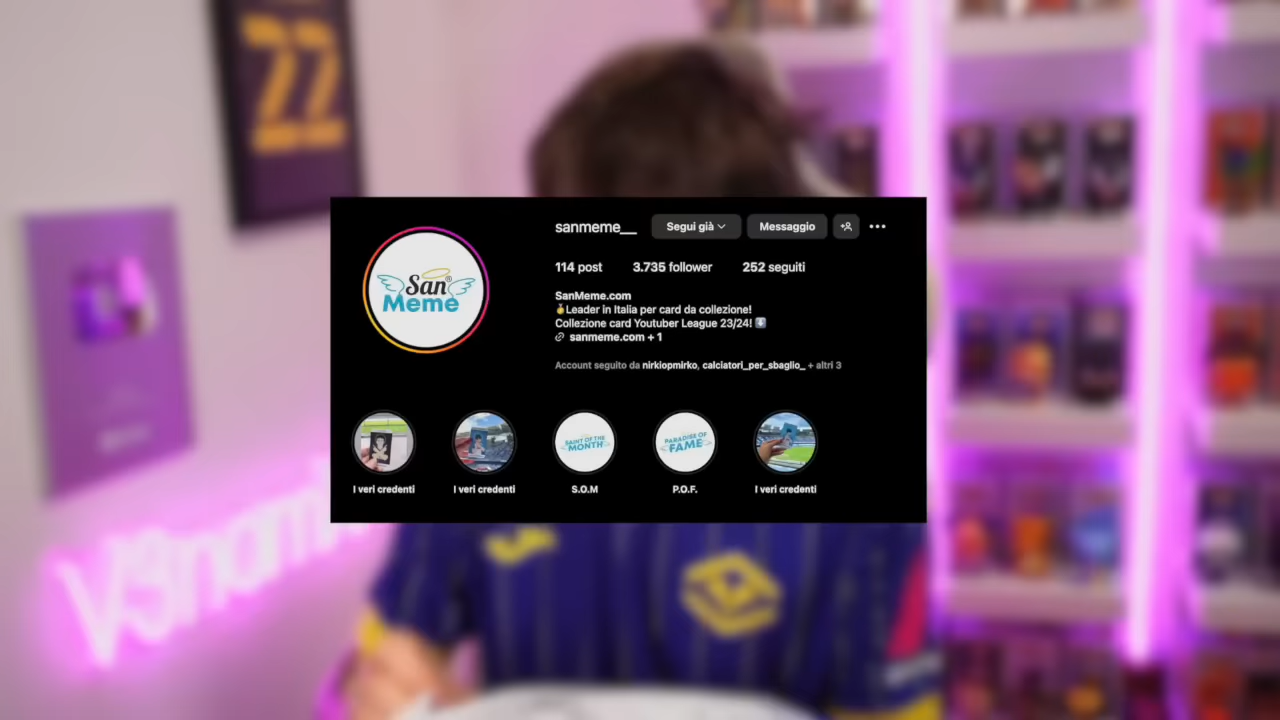 22
sanmeme__ Segui già Messaggio
114 post 3.735 follower 252 seguiti
San®
Meme
SanMeme.com
🥇Leader in Italia per card da collezione!
Collezione card Youtuber League 23/24! ⬇️
sanmeme.com + 1
Account seguito da nirkiopmirko, calciatori_per_sbaglio_ + altri 3
SAINT OF THE
MONTH
PARADISE OF
FAME
I veri credenti I veri credenti S.O.M P.O.F. I veri credenti